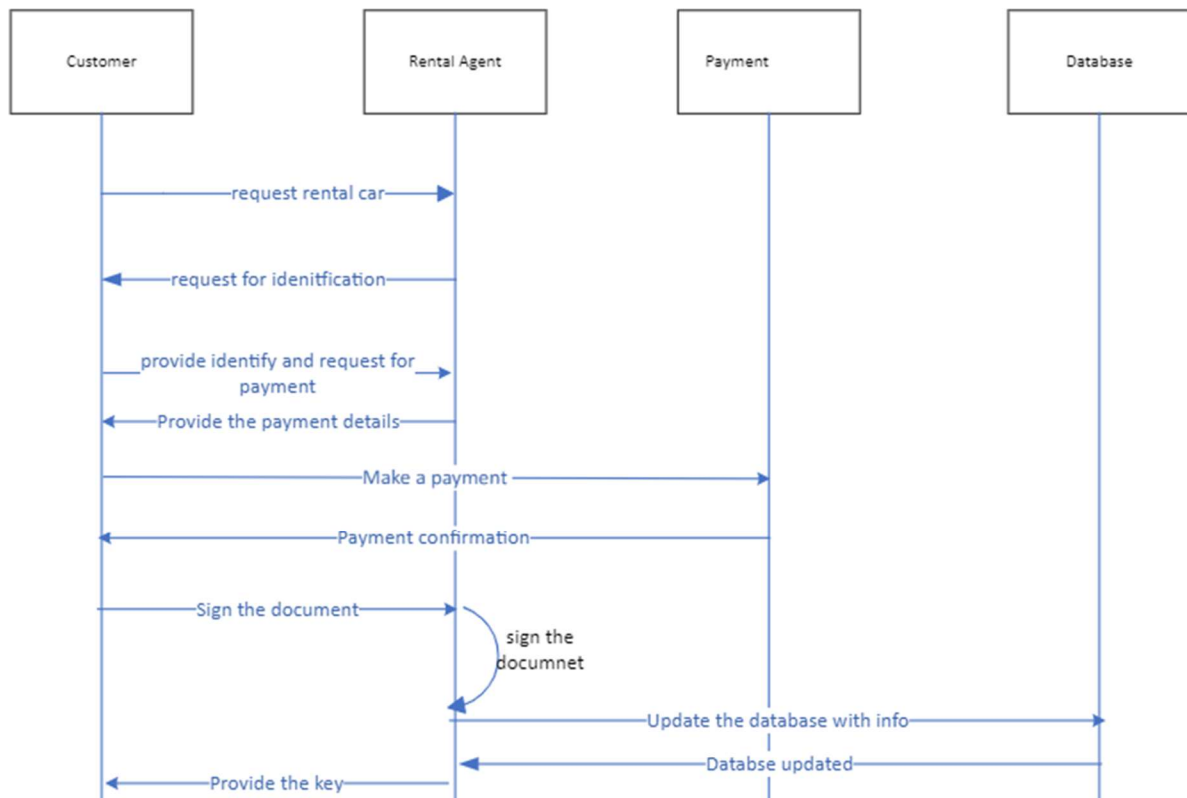 Customer
Rental Agent
Payment
Database
request rental car
request for idenitfication
provide identify and request for
payment
Provide the payment details
Make a payment
Payment confirmation
Sign the document
sign the
documnet
Update the database with info
Databse updated
Provide the key